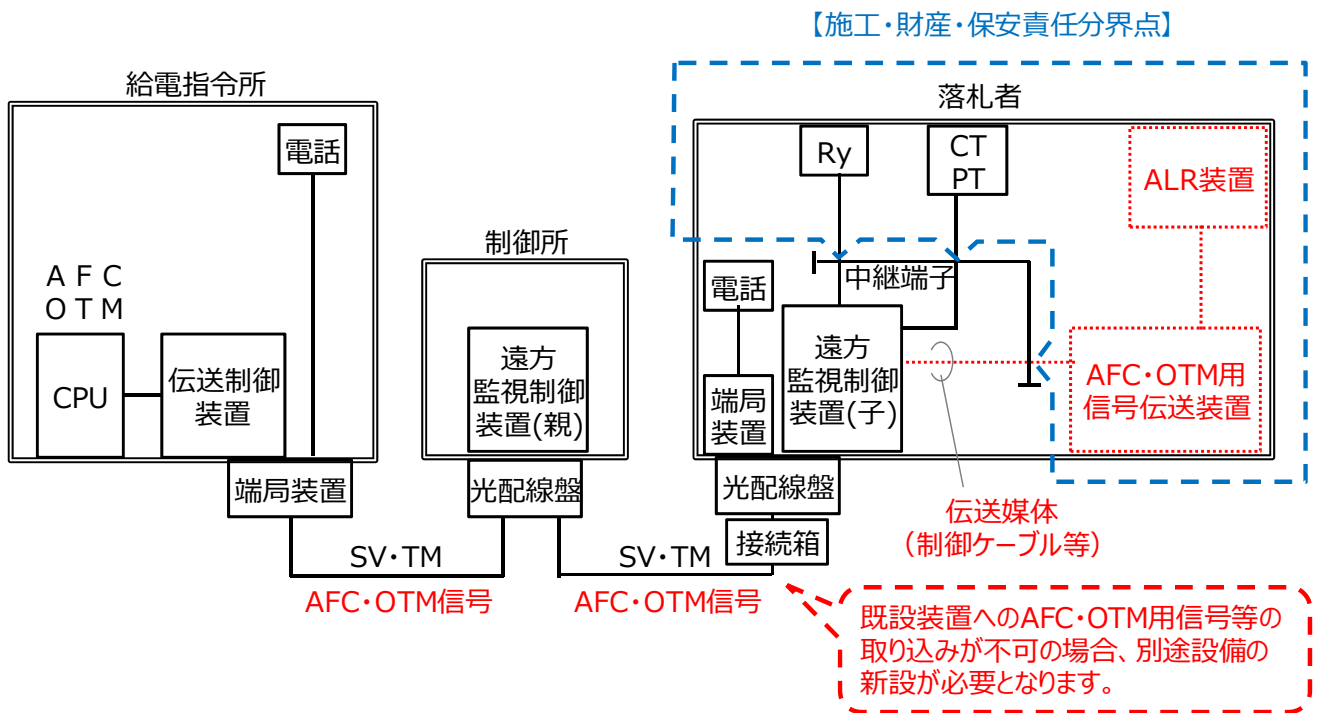 【施工・財産・保安責任分界点】
給電指令所
電話
AFC
OTM
CPU
伝送制御
装置
端局装置
制御所
遠方
監視制御
装置(親)
光配線盤
落札者
Ry
CT
PT
ALR装置
中継端子
電話
遠方
監視制御
装置(子)
端局
装置
AFC・OTM用
信号伝送装置
光配線盤
接続箱
伝送媒体
（制御ケーブル等）
SV・TM
AFC・OTM信号
SV・TM
AFC・OTM信号
既設装置へのAFC・OTM用信号等の
取り込みが不可の場合、別途設備の
新設が必要となります。